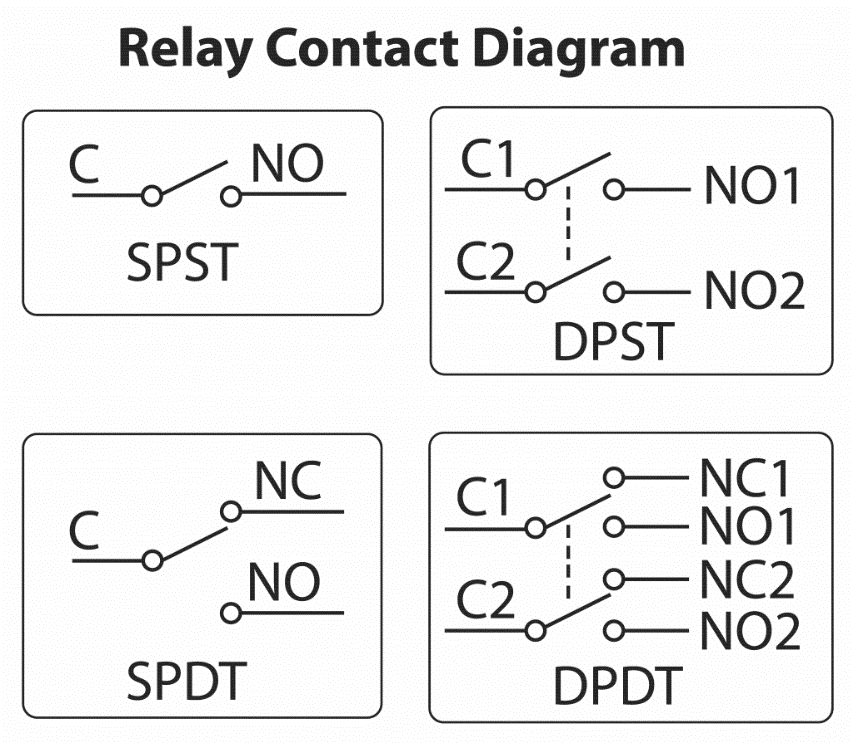 Relay Contact Diagram
C NO
SPST
C1
NO1
C2
NO2
DPST
NC
C
NO
SPDT
NC1
C1
NO1
NC2
C2
NO2
DPDT